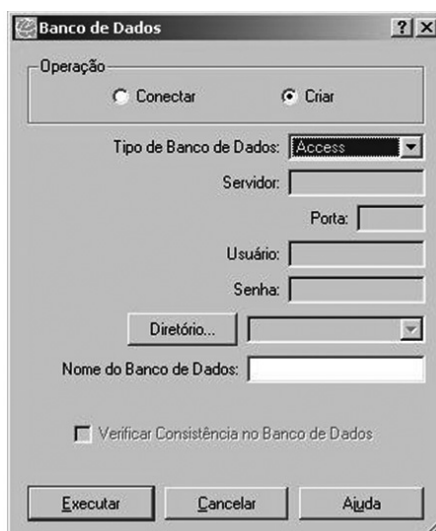 Banco de Dados
Operação
Conectar Criar
Tipo de Banco de Dados: Access
Servidor:
Porta:
Usuário:
Senha:
Diretório...
Nome do Banco de Dados:
Verificar Consistência no Banco de Dados
Executar Cancelar Ajuda